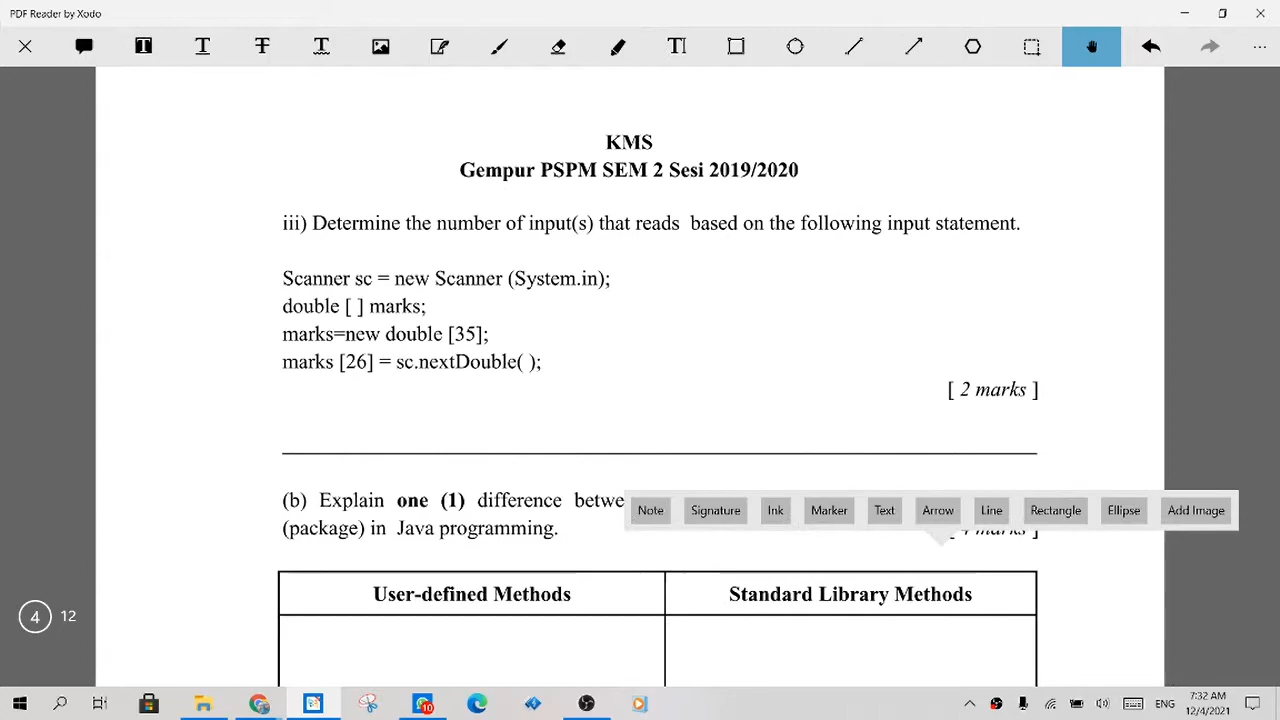 PDF Reader by Xodo
KMS
Gempur PSPM SEM 2 Sesi 2019/2020
iii) Determine the number of input(s) that reads based on the following input statement.
Scanner sc = new Scanner (System.in);
double [ ] marks;
marks=new double [35];
marks [26] = sc.nextDouble( );
[ 2 marks ]
(b) Explain one (1) difference
Note Signature Ink Marker Text Arrow Line Rectangle Ellipse Add Image
(package) in Java programming.
User-defined Methods Standard Library Methods
4 12
10
ENG
7:32 AM
12/4/2021